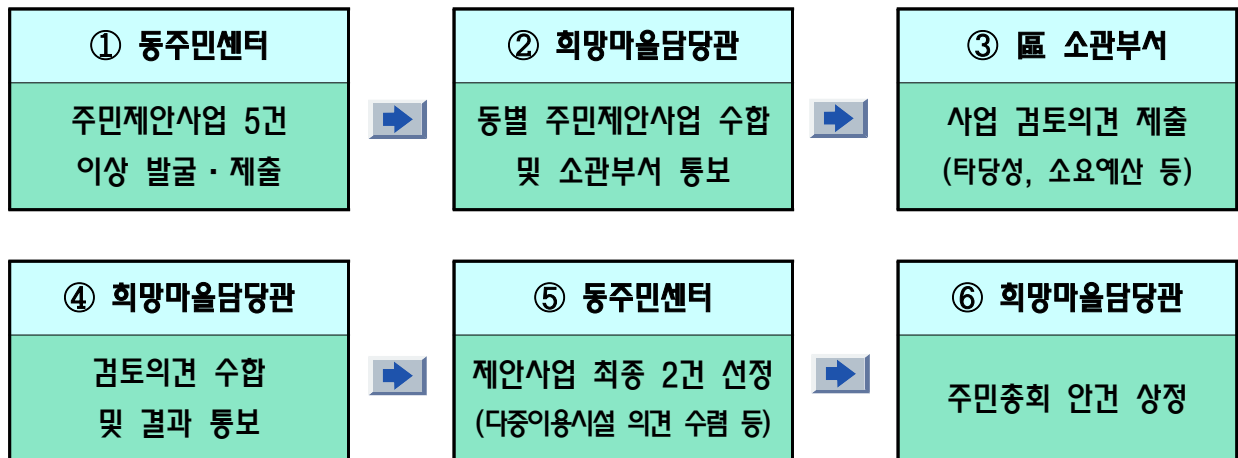 ① 동주민센터
주민제안사업 5건
이상 발굴·제출
② 희망마을담당관
동별 주민제안사업 수합
및 소관부서 통보
③ 區 소관부서
사업 검토의견 제출
(타당성, 소요예산 등)
④ 희망마을담당관
검토의견 수합
및 결과 통보
⑤ 동주민센터
제안사업 최종 2건 선정
(다중이용시설 의견 수렴 등)
⑥ 희망마을담당관
주민총회 안건 상정